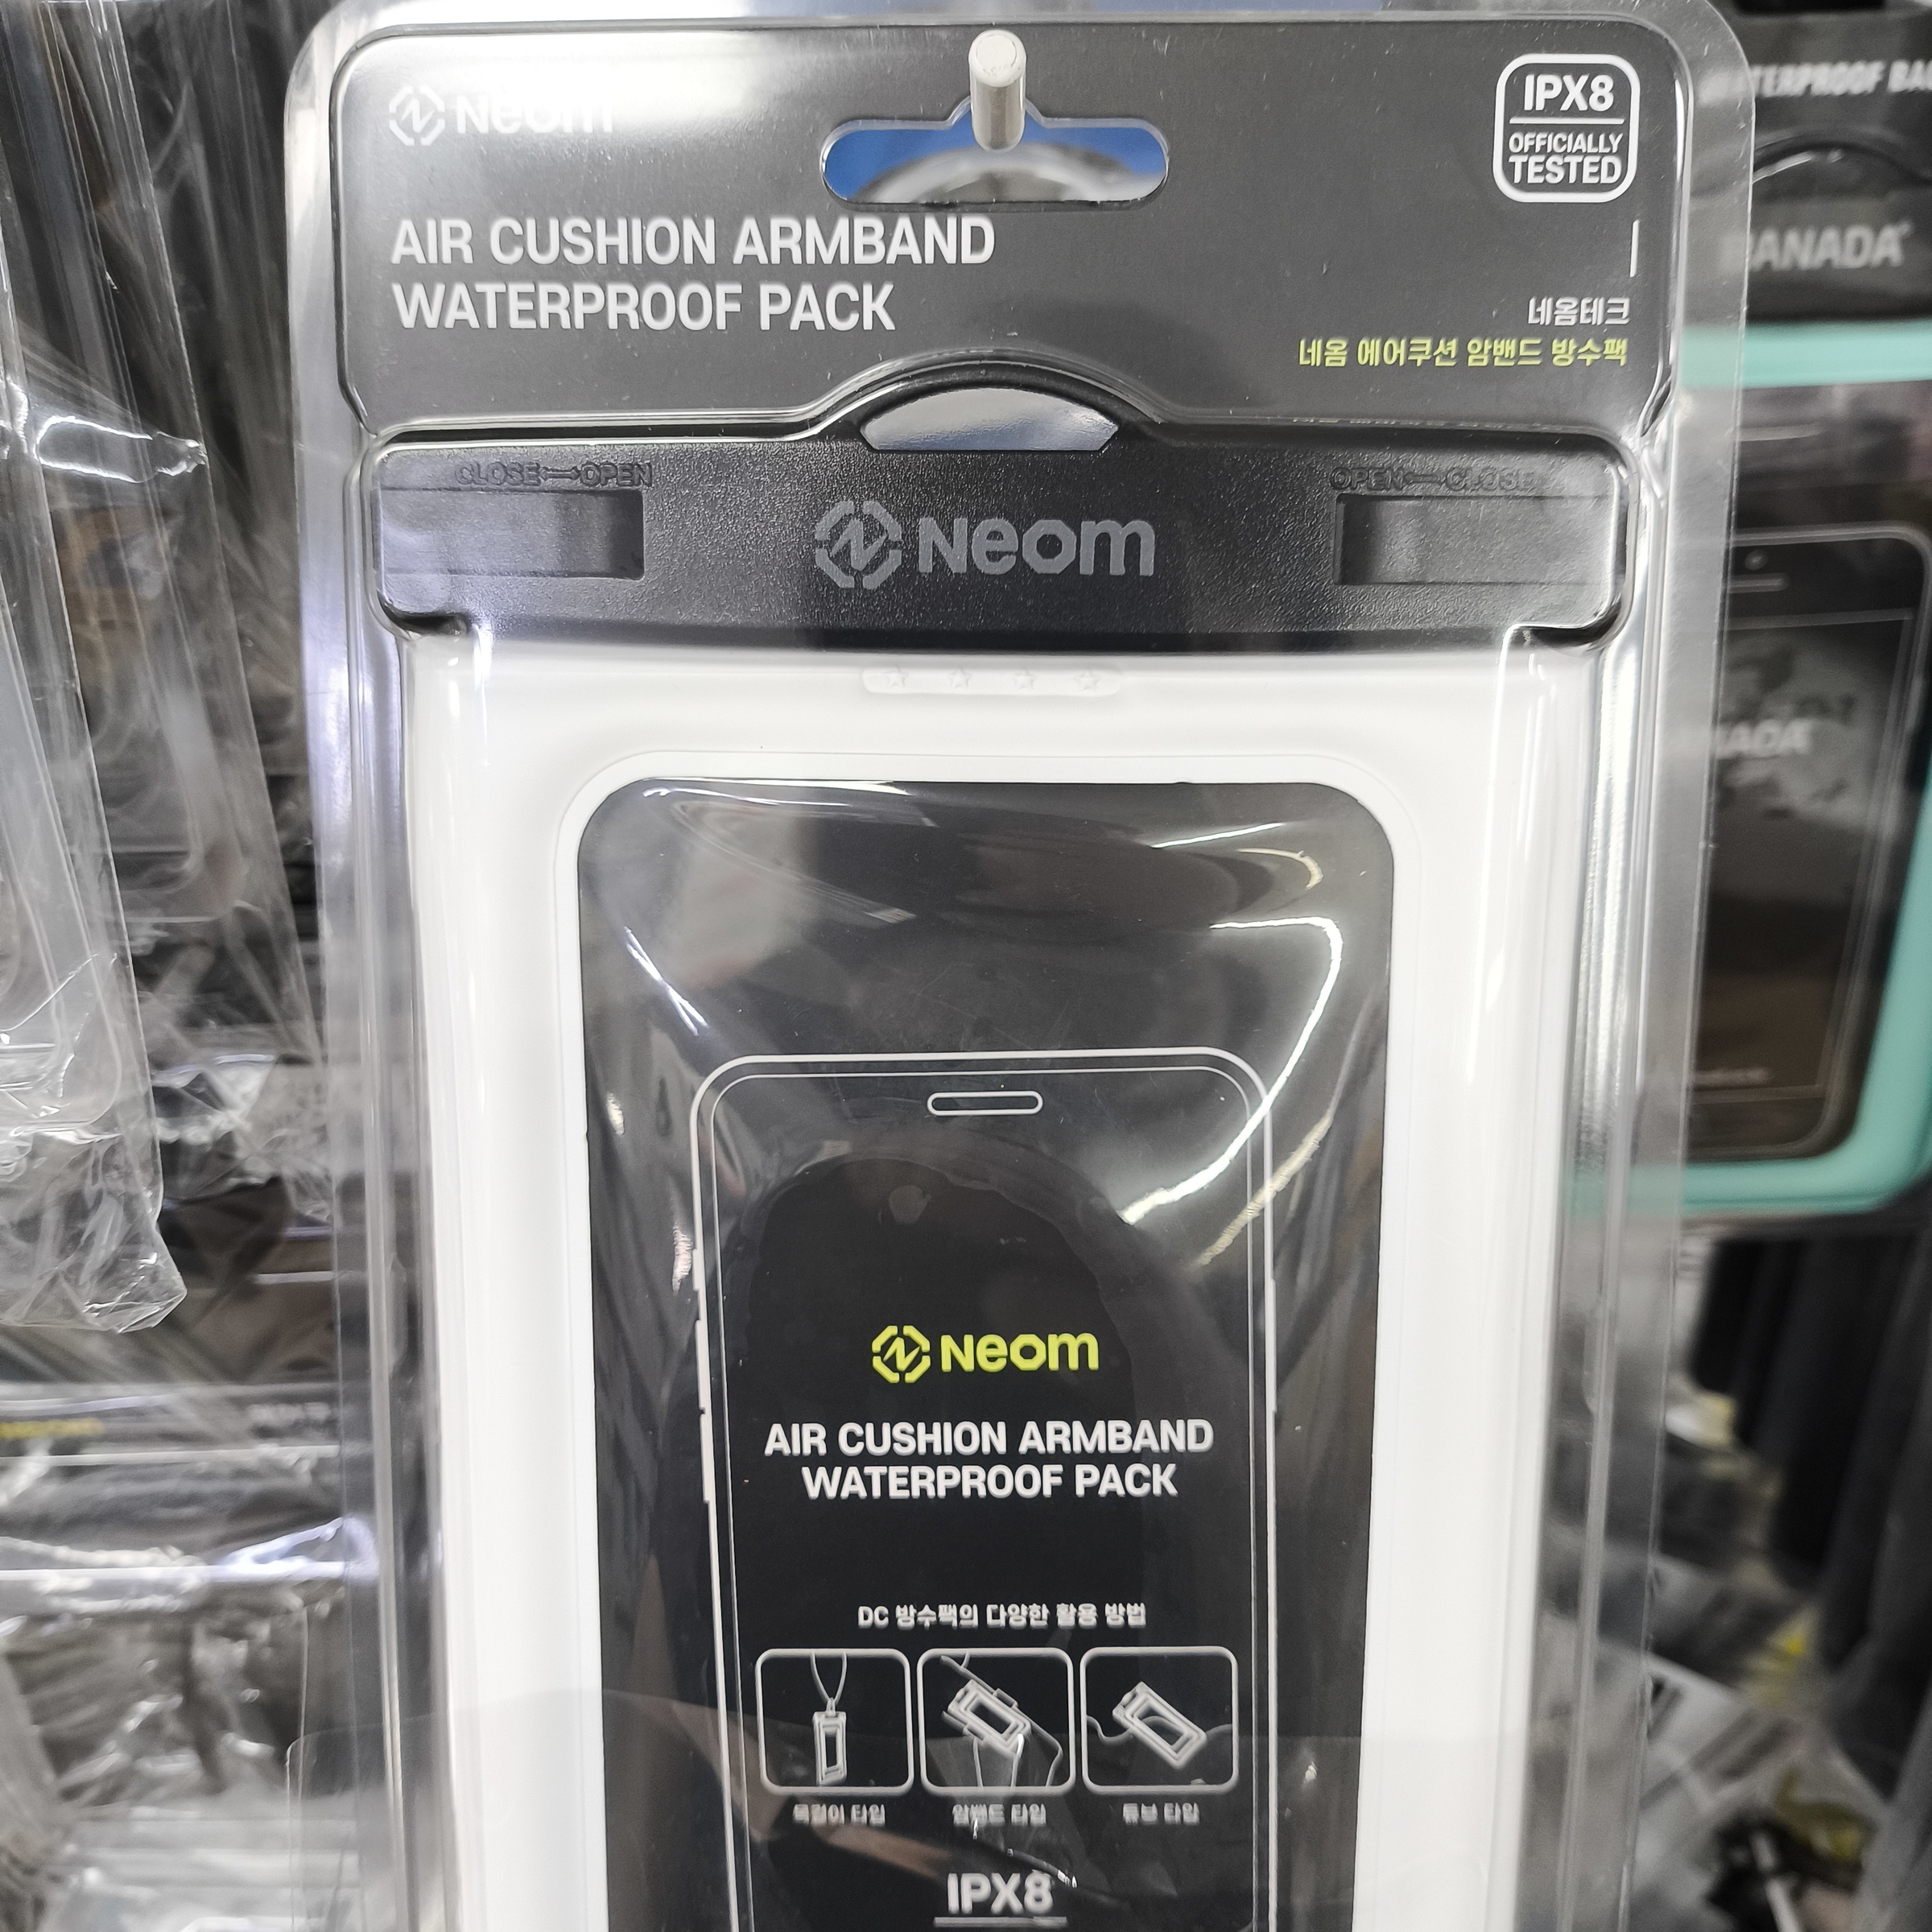 Neom
IPX8
OFFICIALLY
TESTED
AIR CUSHION ARMBAND
WATERPROOF PACK
네옴테크
네옴 에어쿠션 암밴드 방수팩
CLOSE OPEN
OPEN CLOSE
Neom
Neom
AIR CUSHION ARMBAND
WATERPROOF PACK
DC 방수팩의 다양한 활용 방법
목걸이 타입
암밴드 타입
튜브 타입
IPX8